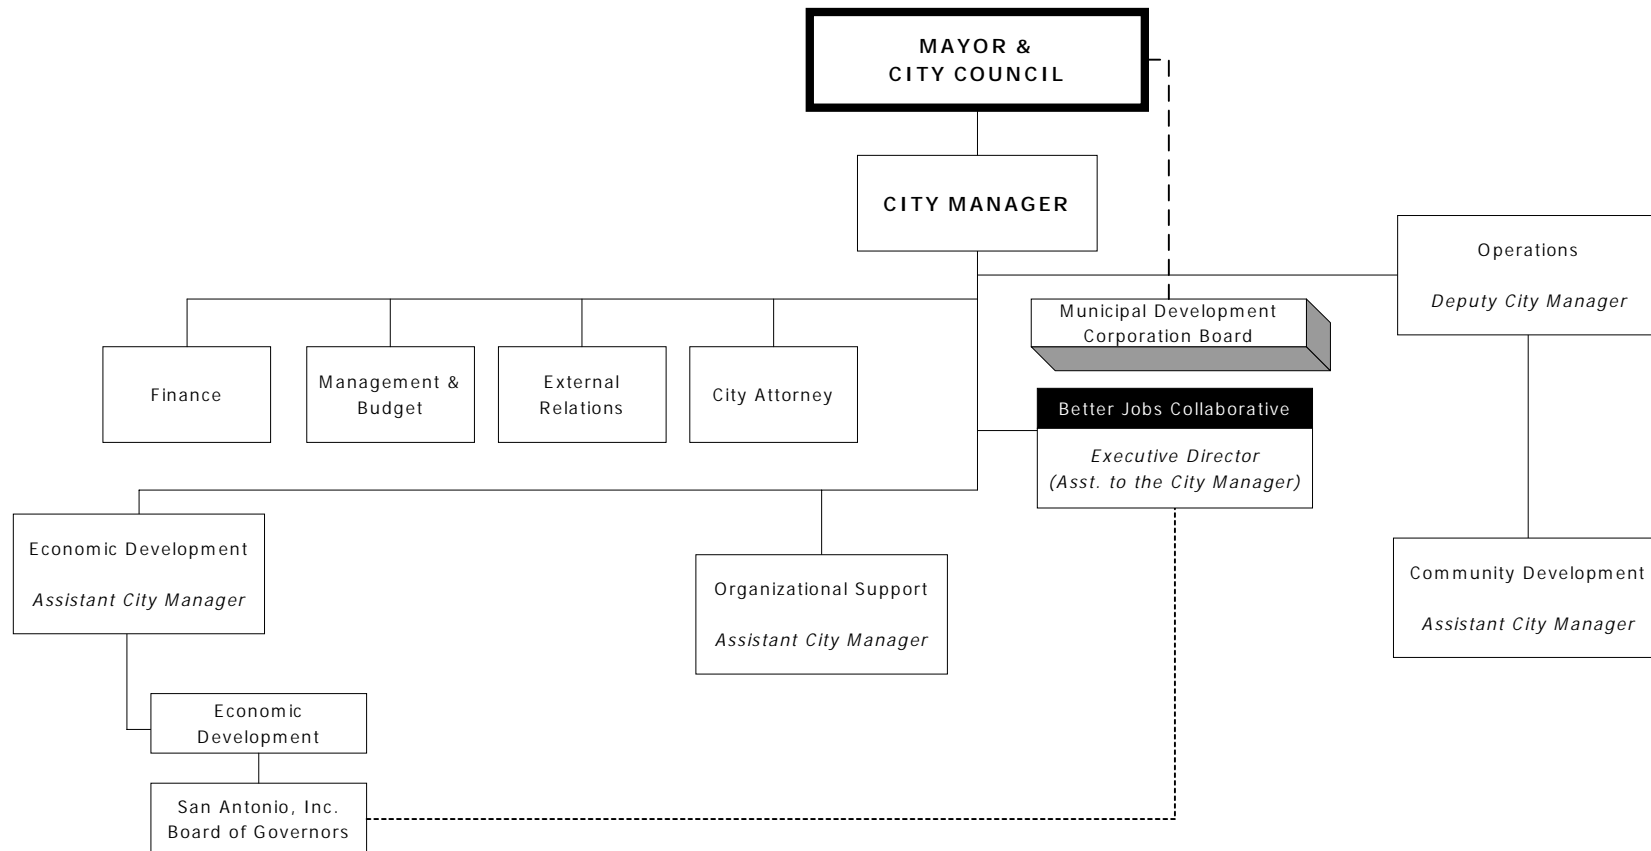 MAYOR &
CITY COUNCIL
CITY MANAGER
Operations
Deputy City Manager
Municipal Development
Corporation Board
Finance
Management &
Budget
External
Relations
City Attorney
Better Jobs Collaborative
Executive Director
(Asst. to the City Manager)
Economic Development
Assistant City Manager
Organizational Support
Assistant City Manager
Community Development
Assistant City Manager
Economic
Development
San Antonio, Inc.
Board of Governors